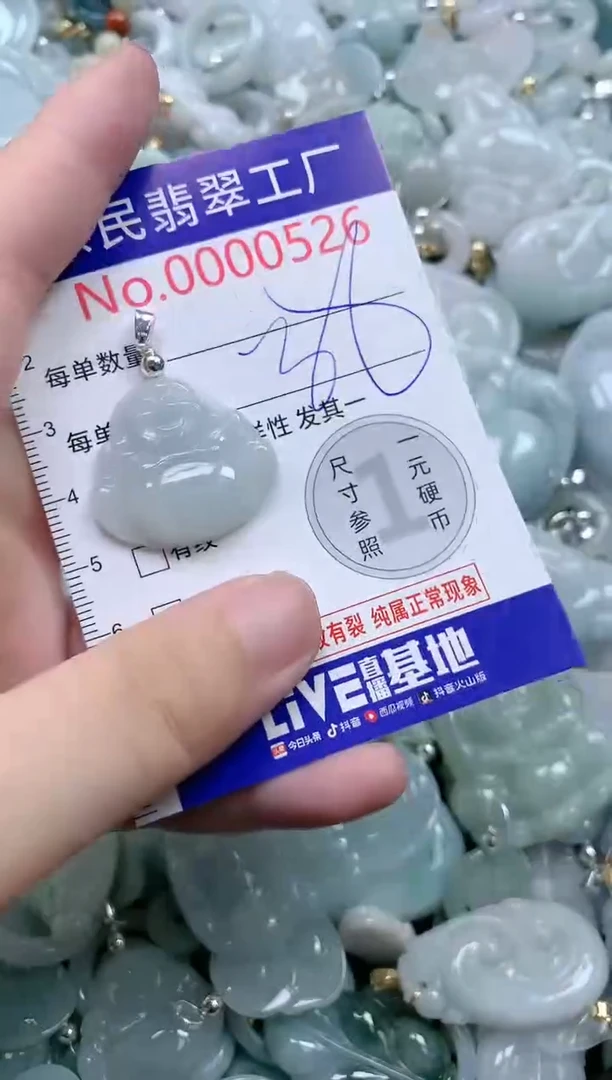 民翡翠工厂
No.0000526
2
每单数量
3
每单 性 发其一
4
一元硬币
尺寸参照
1
5
有线
6
有裂 纯属正常现象
LIVE直播基地
今日头条 抖音 西瓜视频 抖音火山版